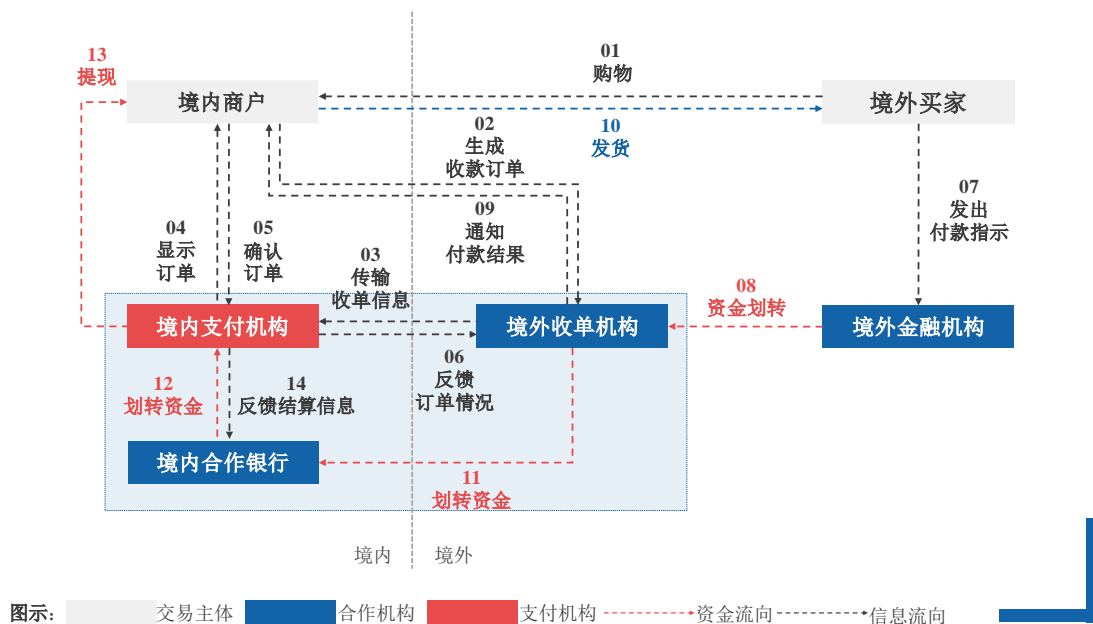 01
购物
13
提现
境内商户
境外买家
10
发货
02
生成
收款订单
07
发出
付款指示
09
通知
付款结果
04
显示
订单
05
确认
订单
03
传输
收单信息
08
资金划转
境内支付机构
境外收单机构
境外金融机构
06
反馈
订单情况
12
划转资金
14
反馈结算信息
境内合作银行
11
划转资金
境内 境外
图示： 交易主体 合作机构 支付机构 资金流向 信息流向